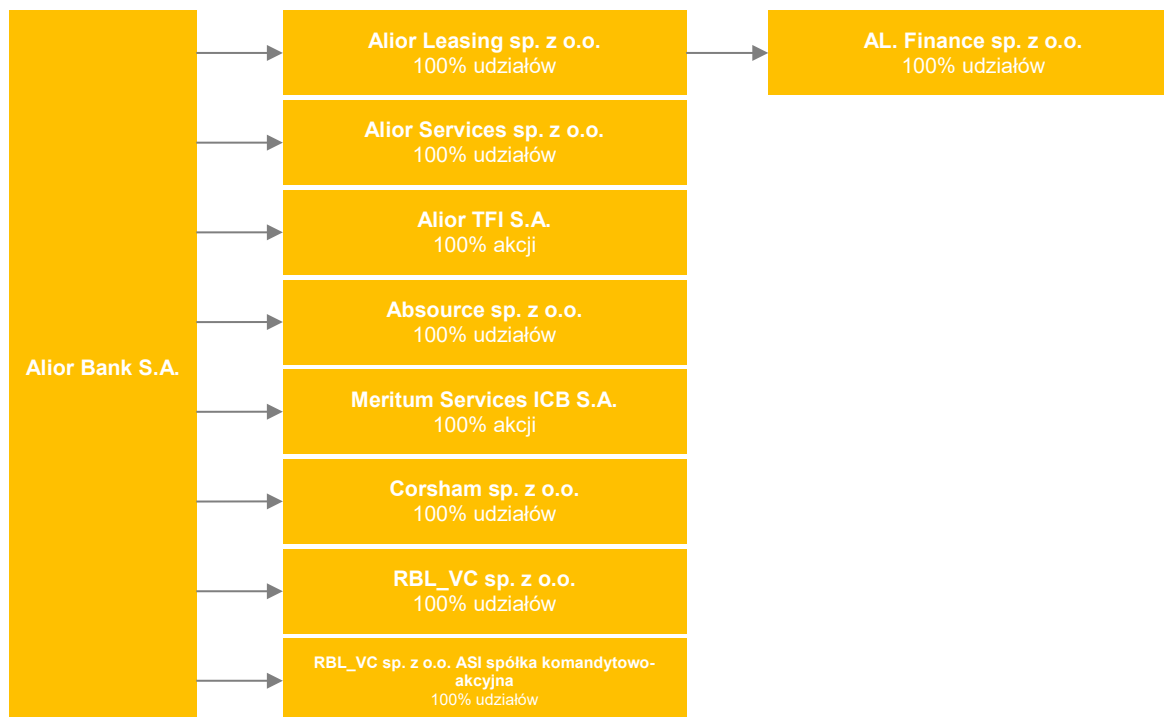 Alior Bank S.A.
Alior Leasing sp. z o.o.
100% udziałów
AL. Finance sp. z o.o.
100% udziałów
Alior Services sp. z o.o.
100% udziałów
Alior TFI S.A.
100% akcji
Absource sp. z o.o.
100% udziałów
Meritum Services ICB S.A.
100% akcji
Corsham sp. z o.o.
100% udziałów
RBL_VC sp. z o.o.
100% udziałów
RBL_VC sp. z o.o. ASI spółka komandytowo-
akcyjna
100% udziałów